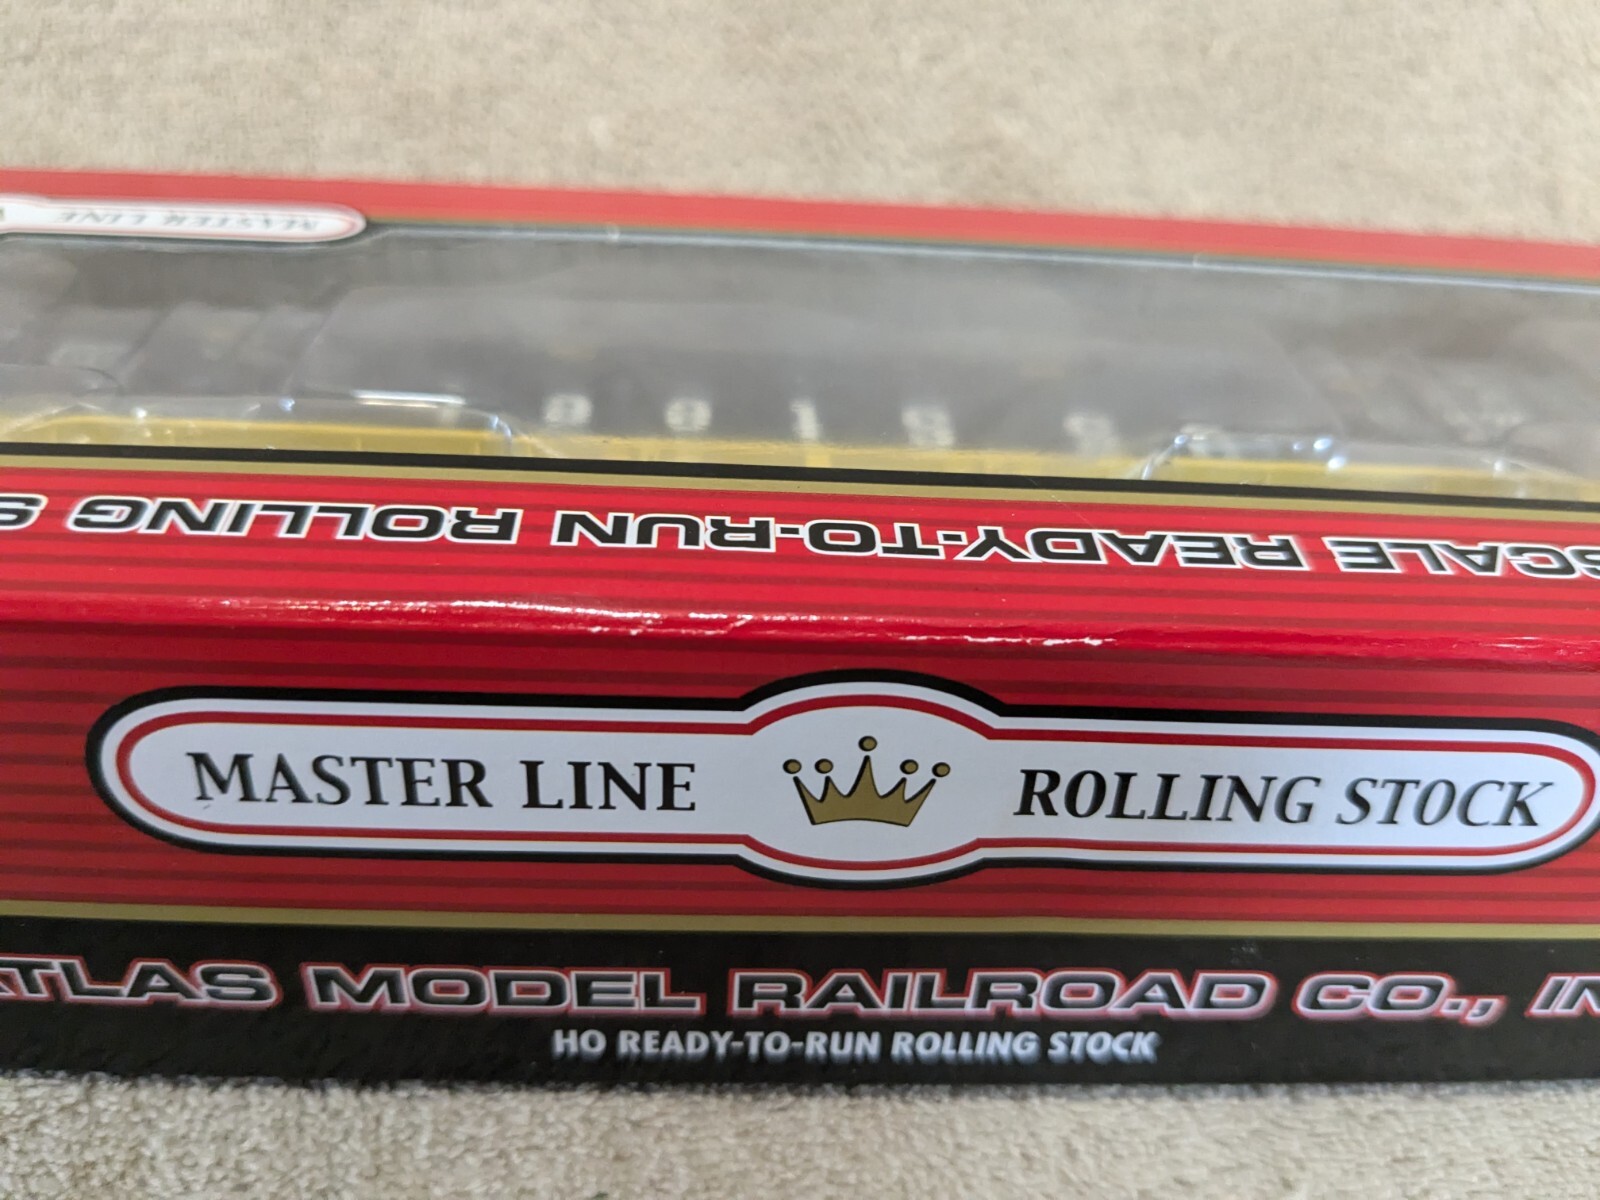 MASTER LINE
SCALE READY-TO-RUN ROLLING S
MASTER LINE ROLLING STOCK
ATLAS MODEL RAILROAD CO., IN
HO READY-TO-RUN ROLLING STOCK